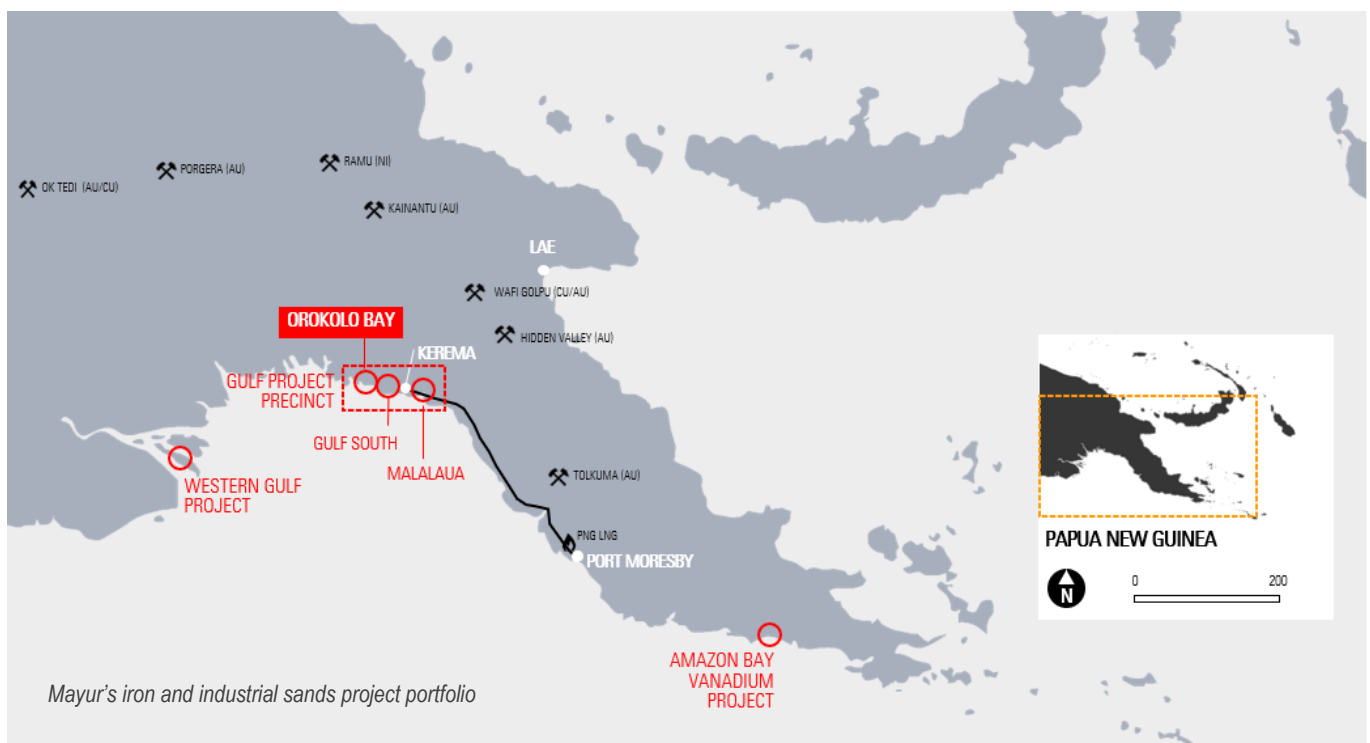 PORGERA (AU)
RAMU (NI)
OK TEDI (AU/CU)
KAINANTU (AU)
LAE
WAFI GOLPU (CU/AU)
OROKOLO BAY
HIDDEN VALLEY (AU)
KEREMA
GULF PROJECT
PRECINCT
GULF SOUTH
MALALAUA
WESTERN GULF
PROJECT
TOLKUMA (AU)
PNG LNG
PORT MORESBY
AMAZON BAY
VANADIUM
PROJECT
PAPUA NEW GUINEA
N
0 200
Mayur's iron and industrial sands project portfolio